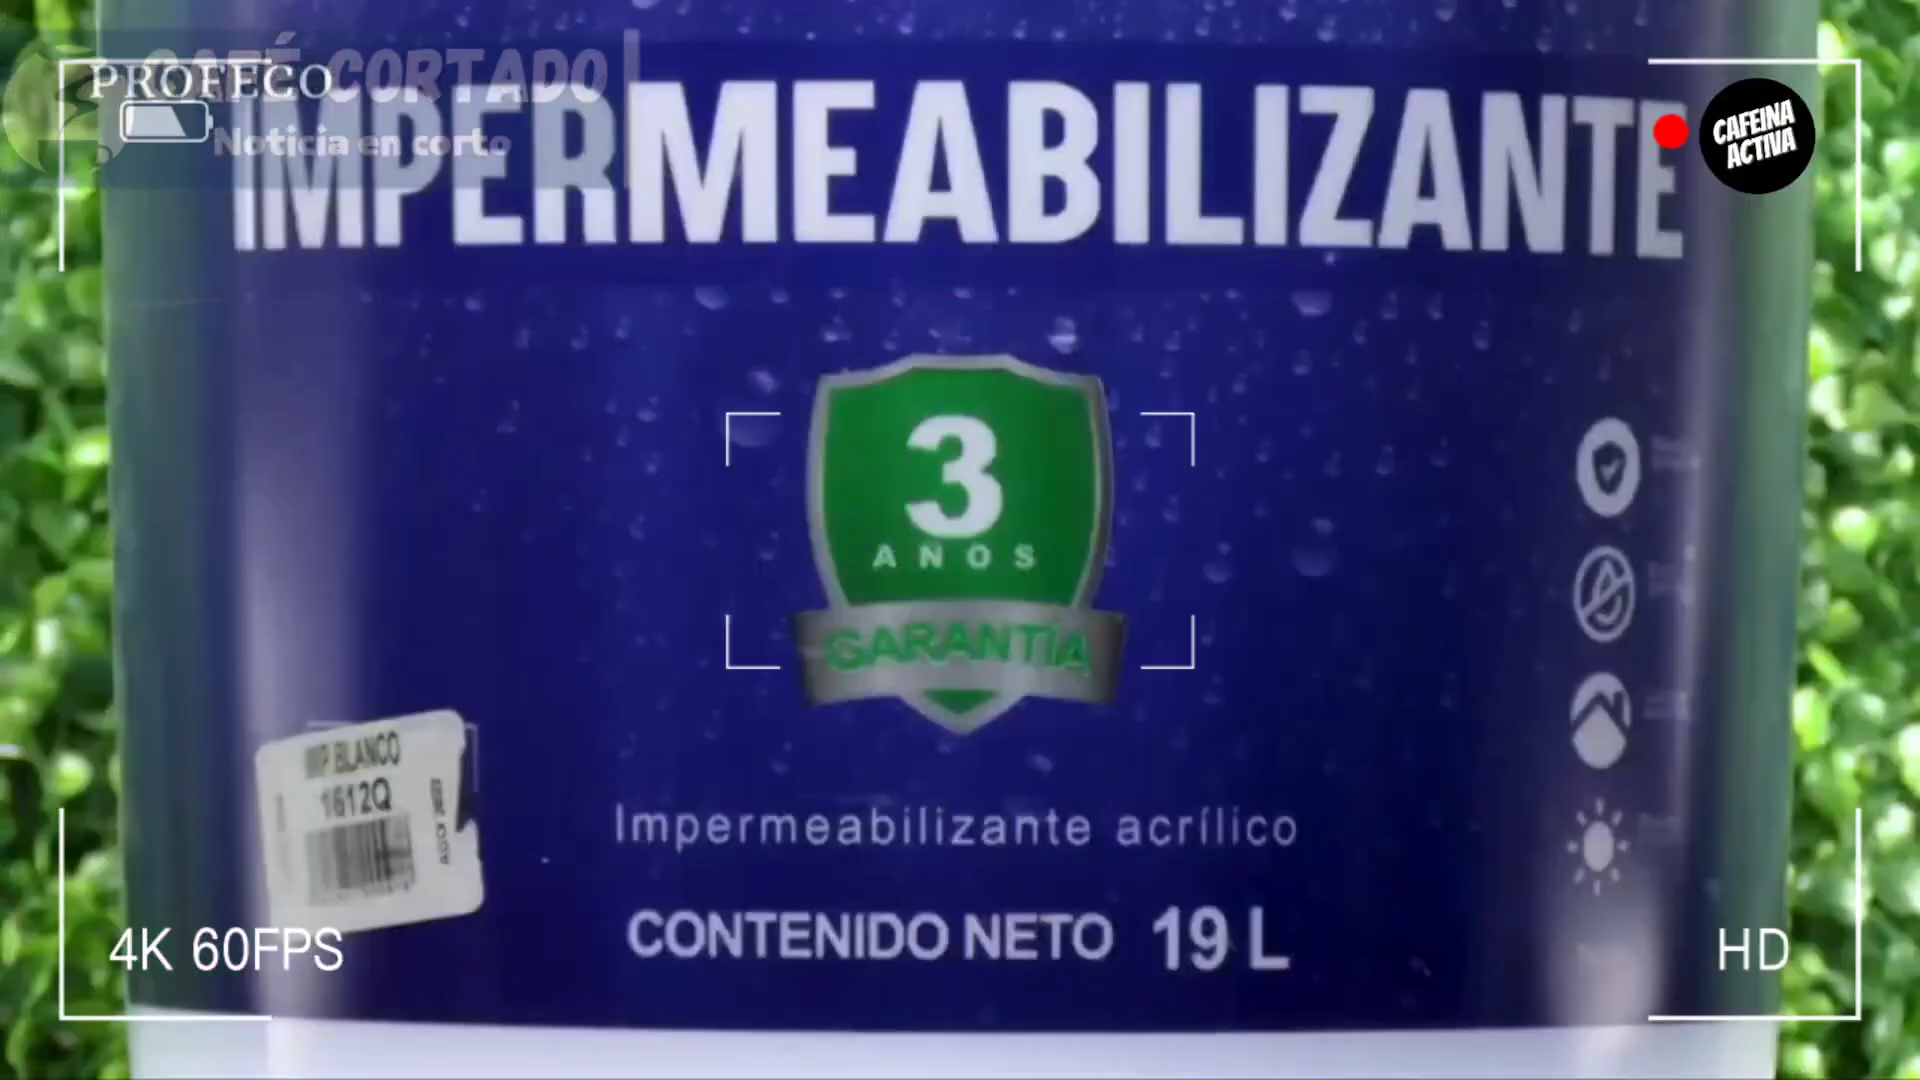 CAFÉ CORTADO
PROFECO
Noticia en corto
IMPERMEABILIZANTE
CAFEINA
ACTIVA
3
AÑOS
GARANTÍA
IMP. BLANCO
1612Q
Impermeabilizante acrílico
CONTENIDO NETO 19 L
4K 60FPS
HD